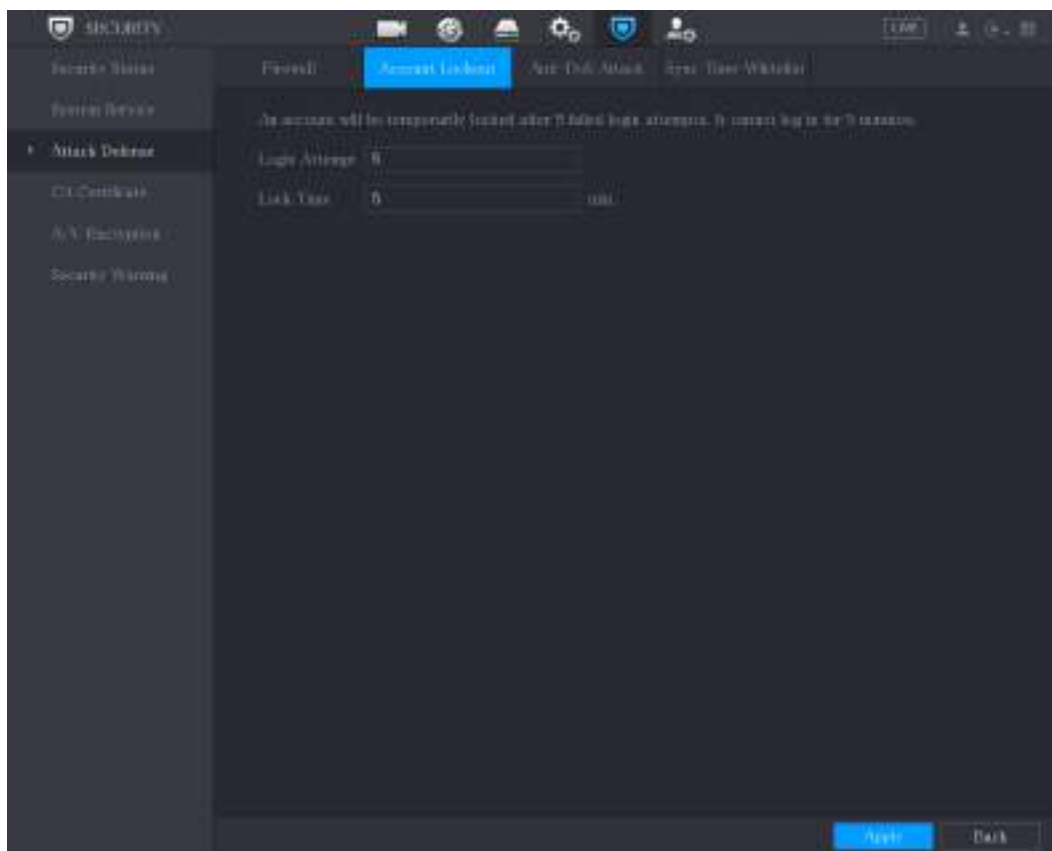 SECURITY
LIVE
Security Status
System Service
Attack Defense
CA Certificate
A/V Encryption
Security Warning
Firewall
Account Lockout
Anti-DoS Attack
Sync Time-Whitelist
An account will be temporarily locked after 5 failed login attempts. It cannot log in for 5 minutes.
Login Attempt 5
Lock Time 5 min.
Apply
Back